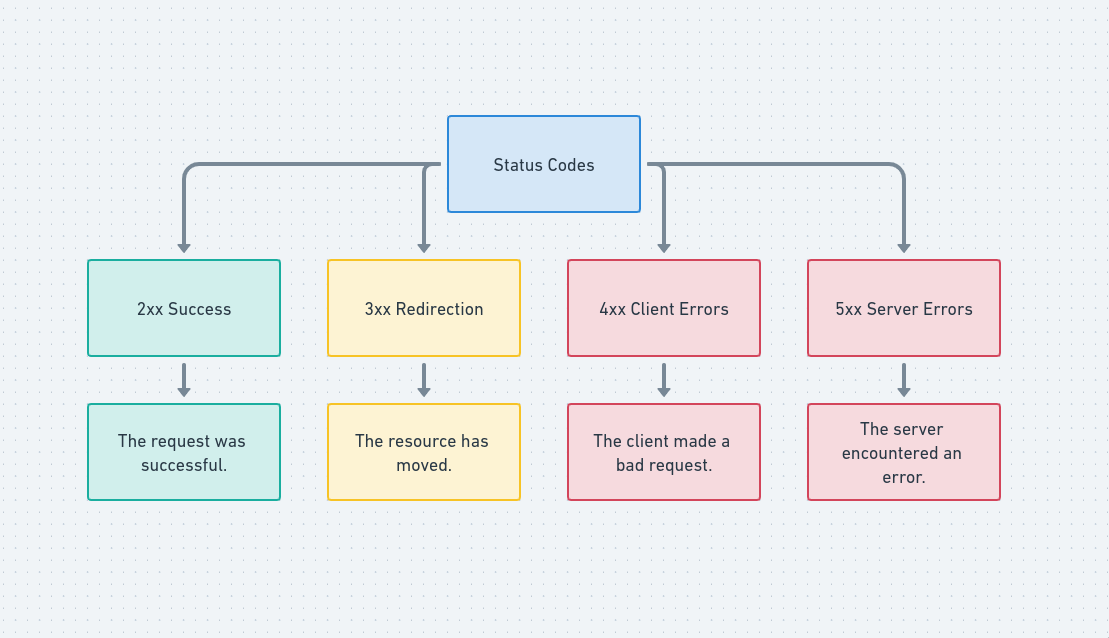 Status Codes
2xx Success
3xx Redirection
4xx Client Errors
5xx Server Errors
The request was
successful.
The resource has
moved.
The client made a
bad request.
The server
encountered an
error.